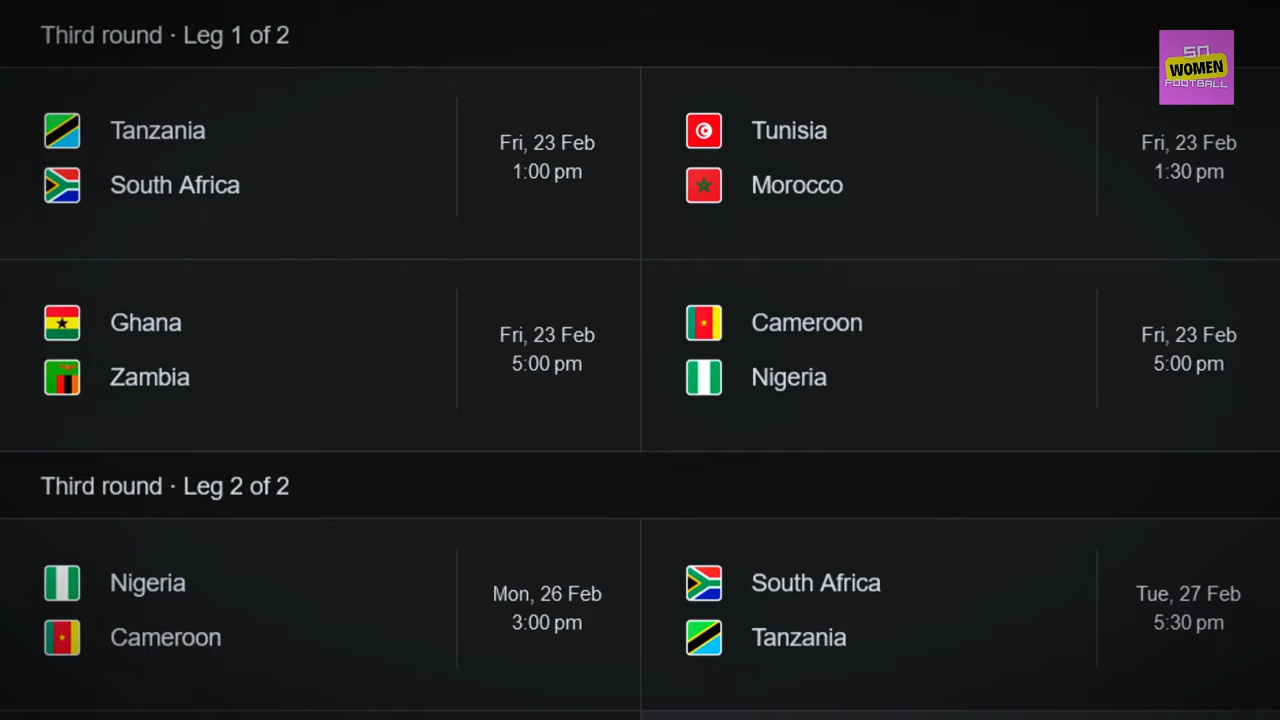 Third round · Leg 1 of 2
SN
WOMEN
FOOTBALL
Tanzania
South Africa
Fri, 23 Feb
1:00 pm
Tunisia
Morocco
Fri, 23 Feb
1:30 pm
Ghana
Zambia
Fri, 23 Feb
5:00 pm
Cameroon
Nigeria
Fri, 23 Feb
5:00 pm
Third round · Leg 2 of 2
Nigeria
Cameroon
Mon, 26 Feb
3:00 pm
South Africa
Tanzania
Tue, 27 Feb
5:30 pm